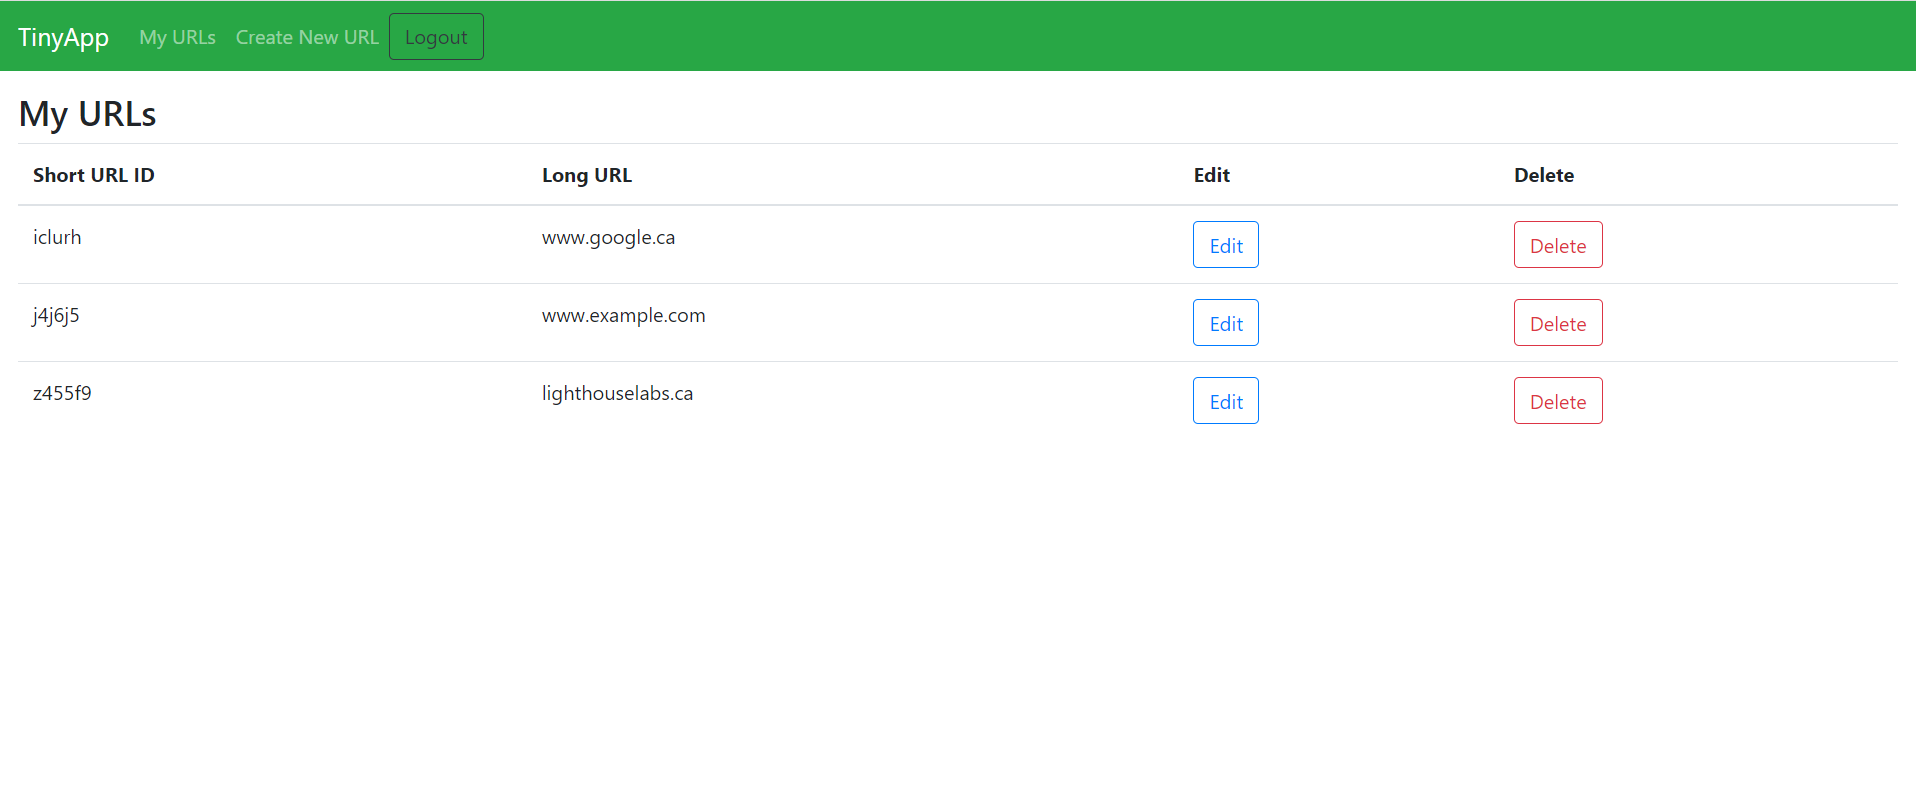 TinyApp My URLs Create New URL Logout
My URLs
Short URL ID Long URL Edit Delete
iclurh www.google.ca Edit Delete
j4j6j5 www.example.com Edit Delete
z455f9 lighthouselabs.ca Edit Delete